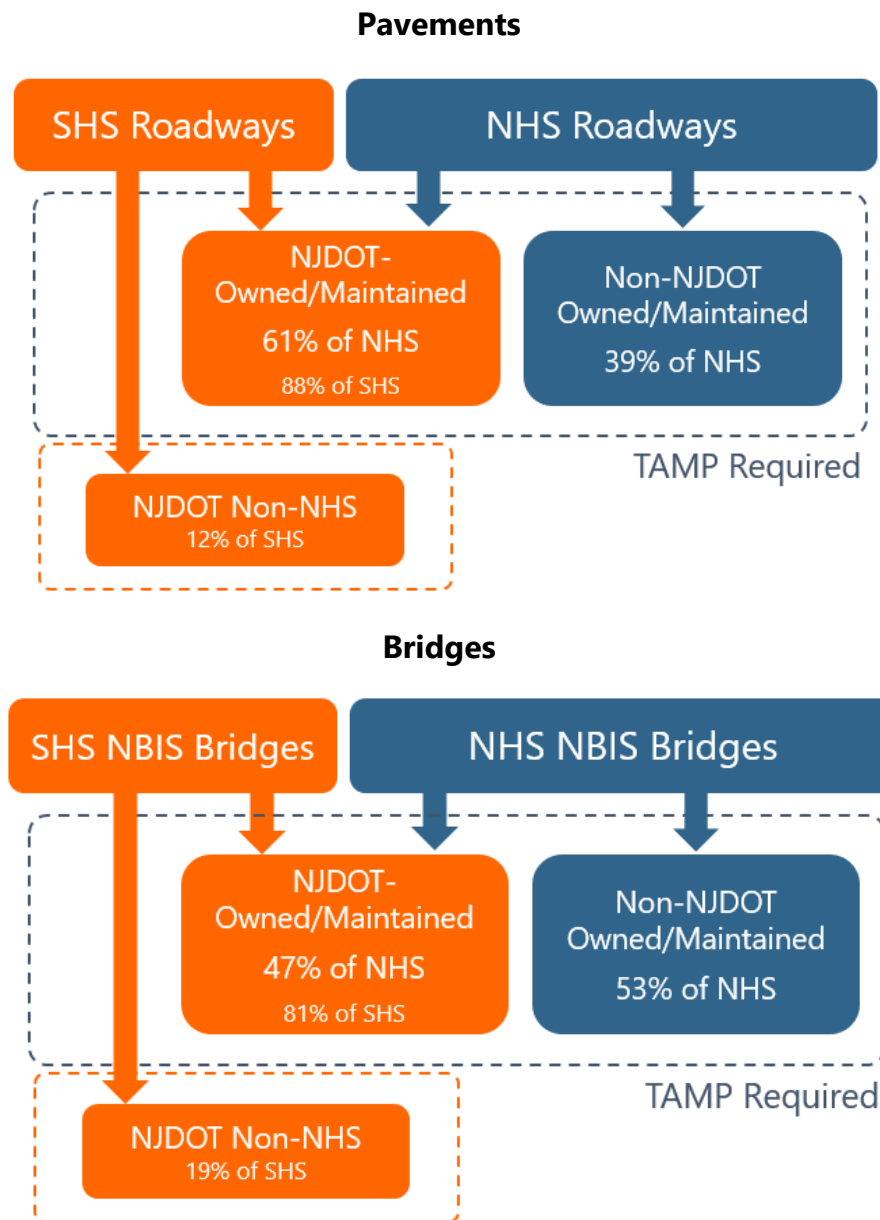 Pavements
SHS Roadways
NHS Roadways
NJDOT-
Owned/Maintained
61% of NHS
88% of SHS
Non-NJDOT
Owned/Maintained
39% of NHS
TAMP Required
NJDOT Non-NHS
12% of SHS
Bridges
SHS NBIS Bridges
NHS NBIS Bridges
NJDOT-
Owned/Maintained
47% of NHS
81% of SHS
Non-NJDOT
Owned/Maintained
53% of NHS
TAMP Required
NJDOT Non-NHS
19% of SHS